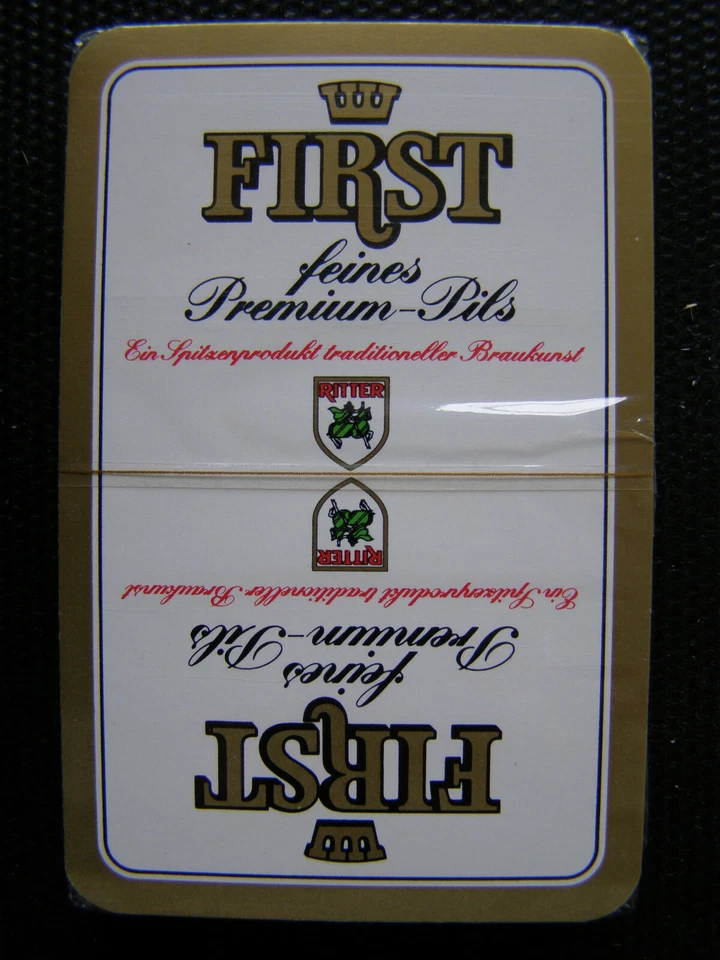 FIRST
feines
Premium-Pils
Ein Spitzenprodukt traditioneller Braukunst
RITTER
RITTER
Ein Spitzenprodukt traditioneller Braukunst
Premium-Pils
feines
FIRST